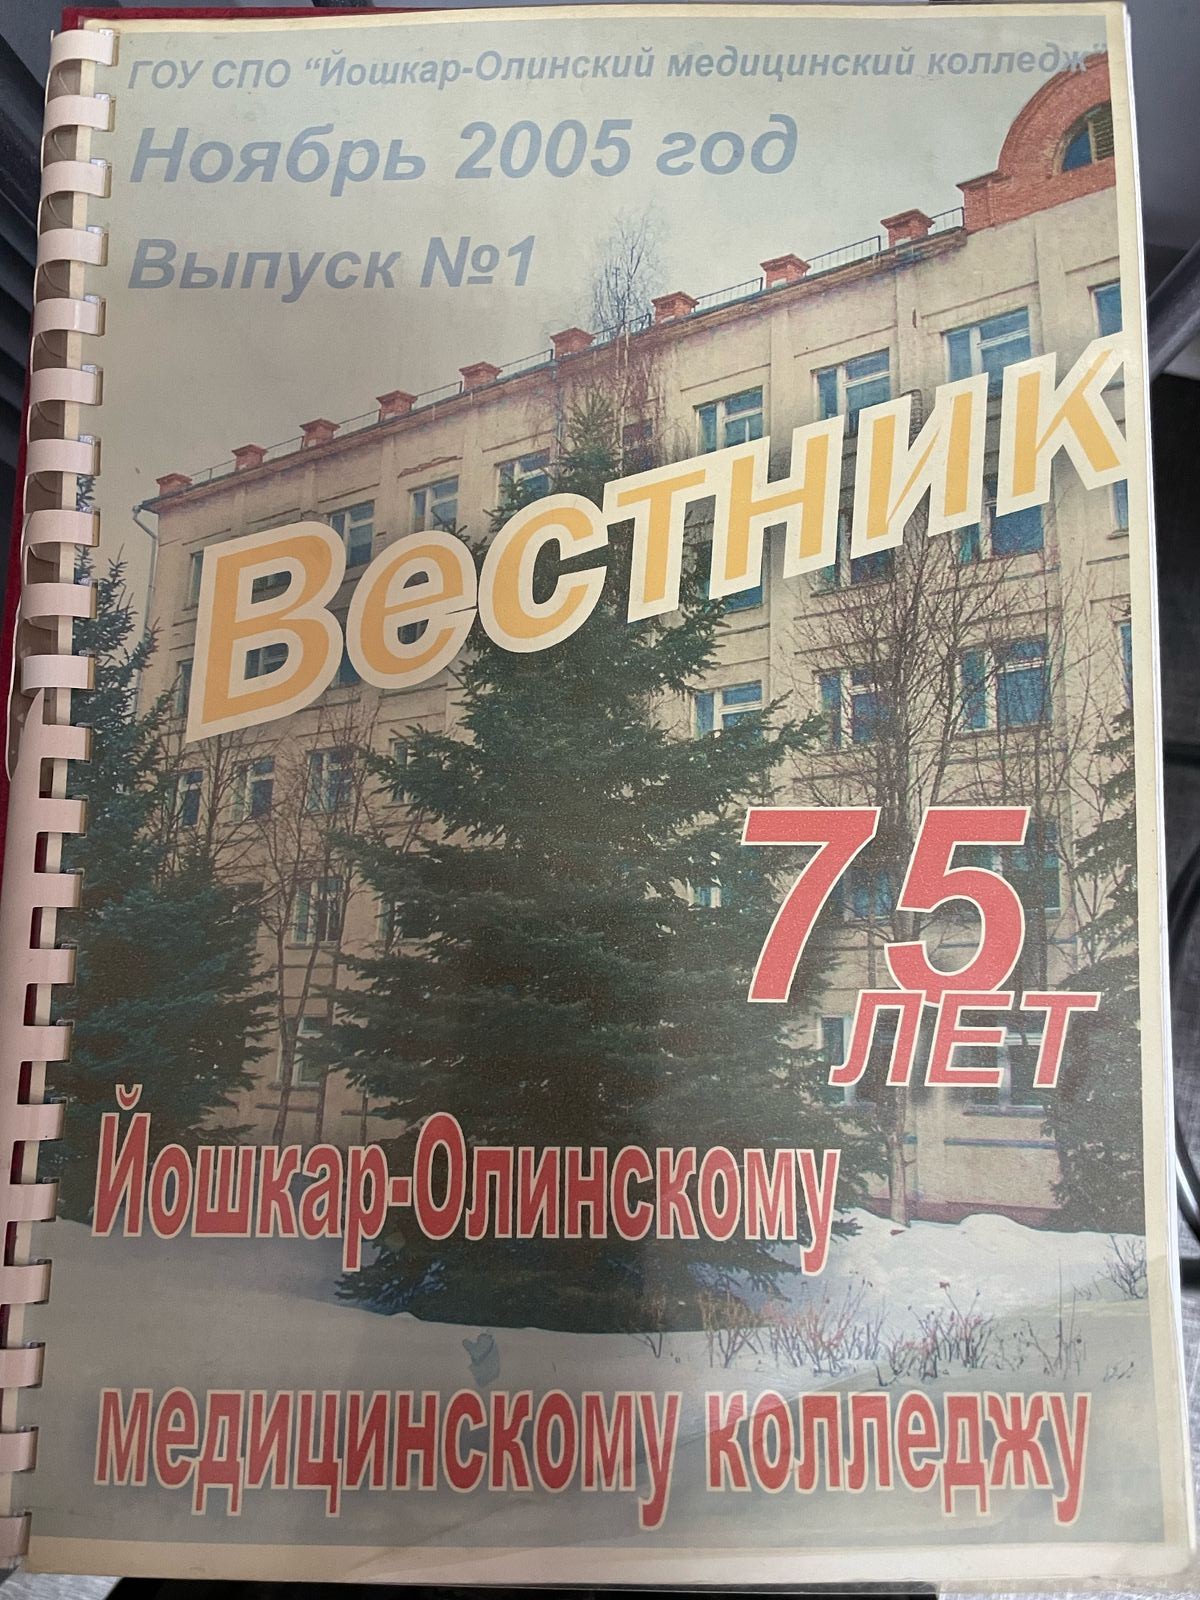 ГОУ СПО “Йошкар-Олинский медицинский колледж”
Ноябрь 2005 год
Выпуск №1
Вестник
75
ЛЕТ
Йошкар-Олинскому
медицинскому колледжу